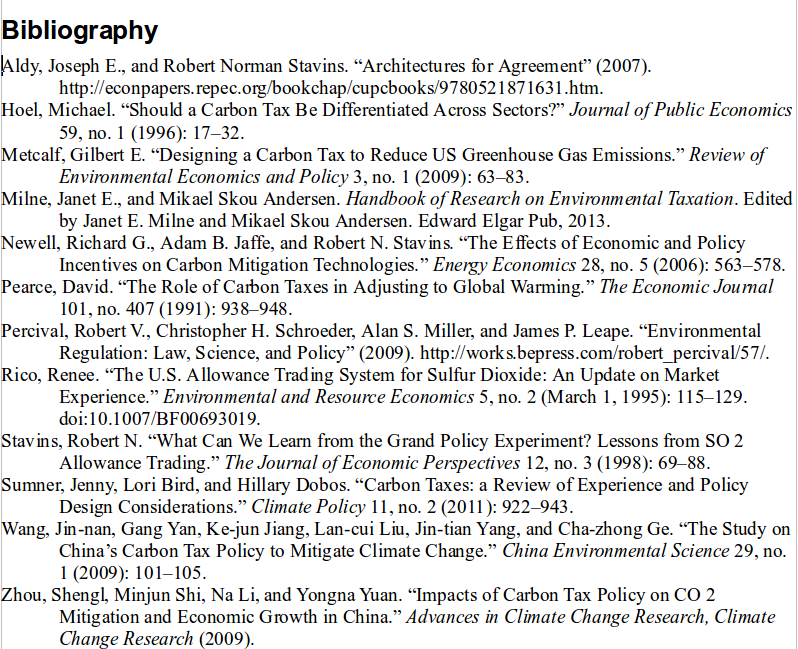 Bibliography
Aldy, Joseph E., and Robert Norman Stavins. “Architectures for Agreement” (2007).
http://econpapers.repec.org/bookchap/cupcbooks/9780521871631.htm.
Hoel, Michael. “Should a Carbon Tax Be Differentiated Across Sectors?” Journal of Public Economics
59, no. 1 (1996): 17–32.
Metcalf, Gilbert E. “Designing a Carbon Tax to Reduce US Greenhouse Gas Emissions.” Review of
Environmental Economics and Policy 3, no. 1 (2009): 63–83.
Milne, Janet E., and Mikael Skou Andersen. Handbook of Research on Environmental Taxation. Edited
by Janet E. Milne and Mikael Skou Andersen. Edward Elgar Pub, 2013.
Newell, Richard G., Adam B. Jaffe, and Robert N. Stavins. “The Effects of Economic and Policy
Incentives on Carbon Mitigation Technologies.” Energy Economics 28, no. 5 (2006): 563–578.
Pearce, David. “The Role of Carbon Taxes in Adjusting to Global Warming.” The Economic Journal
101, no. 407 (1991): 938–948.
Percival, Robert V., Christopher H. Schroeder, Alan S. Miller, and James P. Leape. “Environmental
Regulation: Law, Science, and Policy” (2009). http://works.bepress.com/robert_percival/57/.
Rico, Renee. “The U.S. Allowance Trading System for Sulfur Dioxide: An Update on Market
Experience.” Environmental and Resource Economics 5, no. 2 (March 1, 1995): 115–129.
doi:10.1007/BF00693019.
Stavins, Robert N. “What Can We Learn from the Grand Policy Experiment? Lessons from SO 2
Allowance Trading.” The Journal of Economic Perspectives 12, no. 3 (1998): 69–88.
Sumner, Jenny, Lori Bird, and Hillary Dobos. “Carbon Taxes: a Review of Experience and Policy
Design Considerations.” Climate Policy 11, no. 2 (2011): 922–943.
Wang, Jin-nan, Gang Yan, Ke-jun Jiang, Lan-cui Liu, Jin-tian Yang, and Cha-zhong Ge. “The Study on
China’s Carbon Tax Policy to Mitigate Climate Change.” China Environmental Science 29, no.
1 (2009): 101–105.
Zhou, Shengl, Minjun Shi, Na Li, and Yongna Yuan. “Impacts of Carbon Tax Policy on CO 2
Mitigation and Economic Growth in China.” Advances in Climate Change Research, Climate
Change Research (2009).